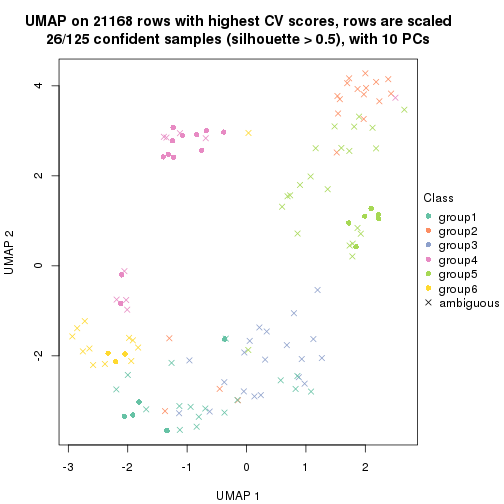 UMAP on 21168 rows with highest CV scores, rows are scaled
26/125 confident samples (silhouette > 0.5), with 10 PCs
4
2
0
-2
UMAP 2
-3
-2
-1
0
1
2
UMAP 1
Class
group1
group2
group3
group4
group5
group6
ambiguous